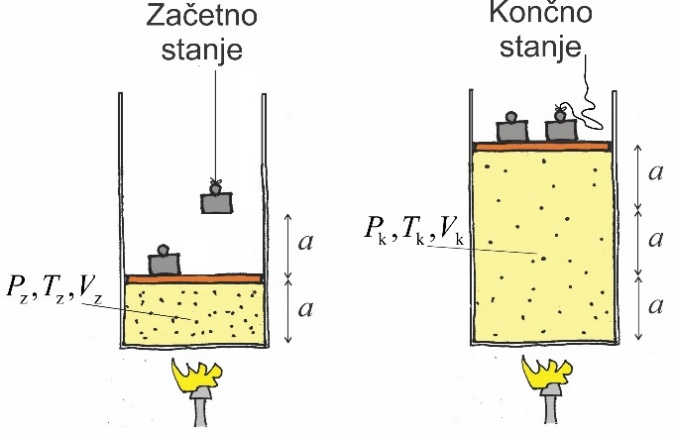 Začetno
stanje
Končno
stanje
a
a
P_z, T_z, V_z
P_k, T_k, V_k
a
a
a